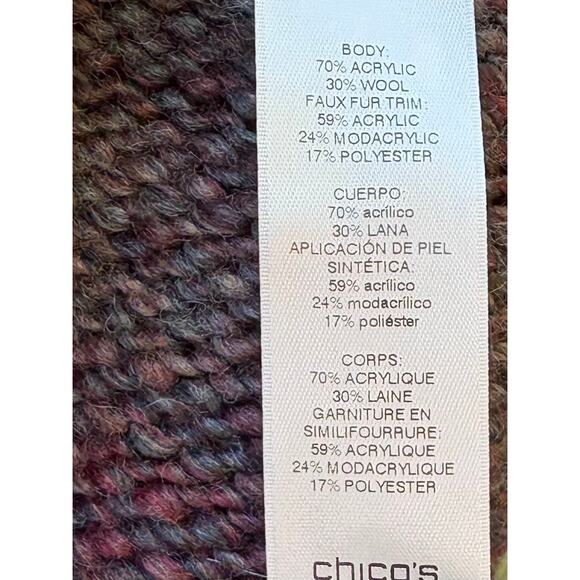 BODY:
70% ACRYLIC
30% WOOL
FAUX FUR TRIM:
59% ACRYLIC
24% MODACRYLIC
17% POLYESTER
CUERPO:
70% acrílico
30% LANA
APLICACIÓN DE PIEL
SINTÉTICA:
59% acrílico
24% modacrílico
17% poliéster
CORPS:
70% ACRYLIQUE
30% LAINE
GARNITURE EN
SIMILIFOURRURE:
59% ACRYLIQUE
24% MODACRYLIQUE
17% POLYESTER
chico's